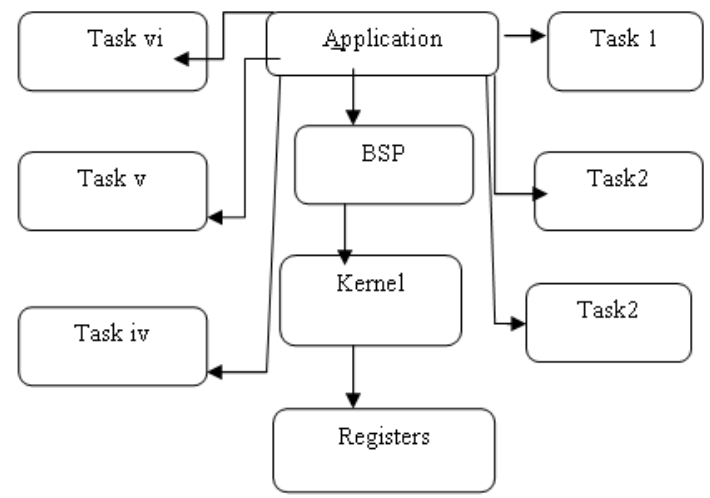 Task vi
Application
Task 1
BSP
Task v
Task2
Kernel
Task2
Task iv
Registers